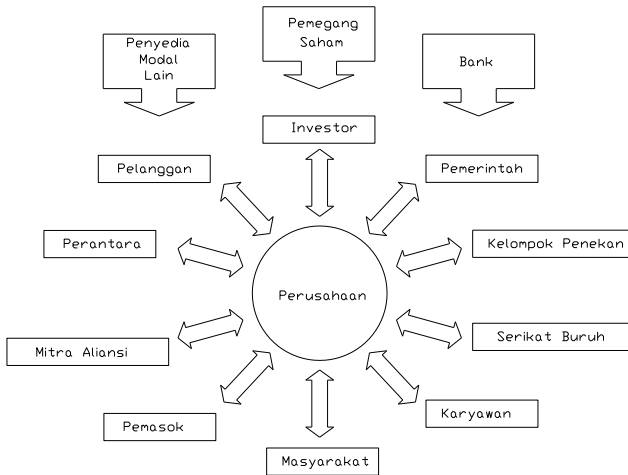 Penyedia
Modal
Lain
Pemegang
Saham
Bank
Investor
Pelanggan
Pemerintah
Perantara
Kelompok Penekan
Perusahaan
Mitra Aliansi
Serikat Buruh
Pemasok
Karyawan
Masyarakat